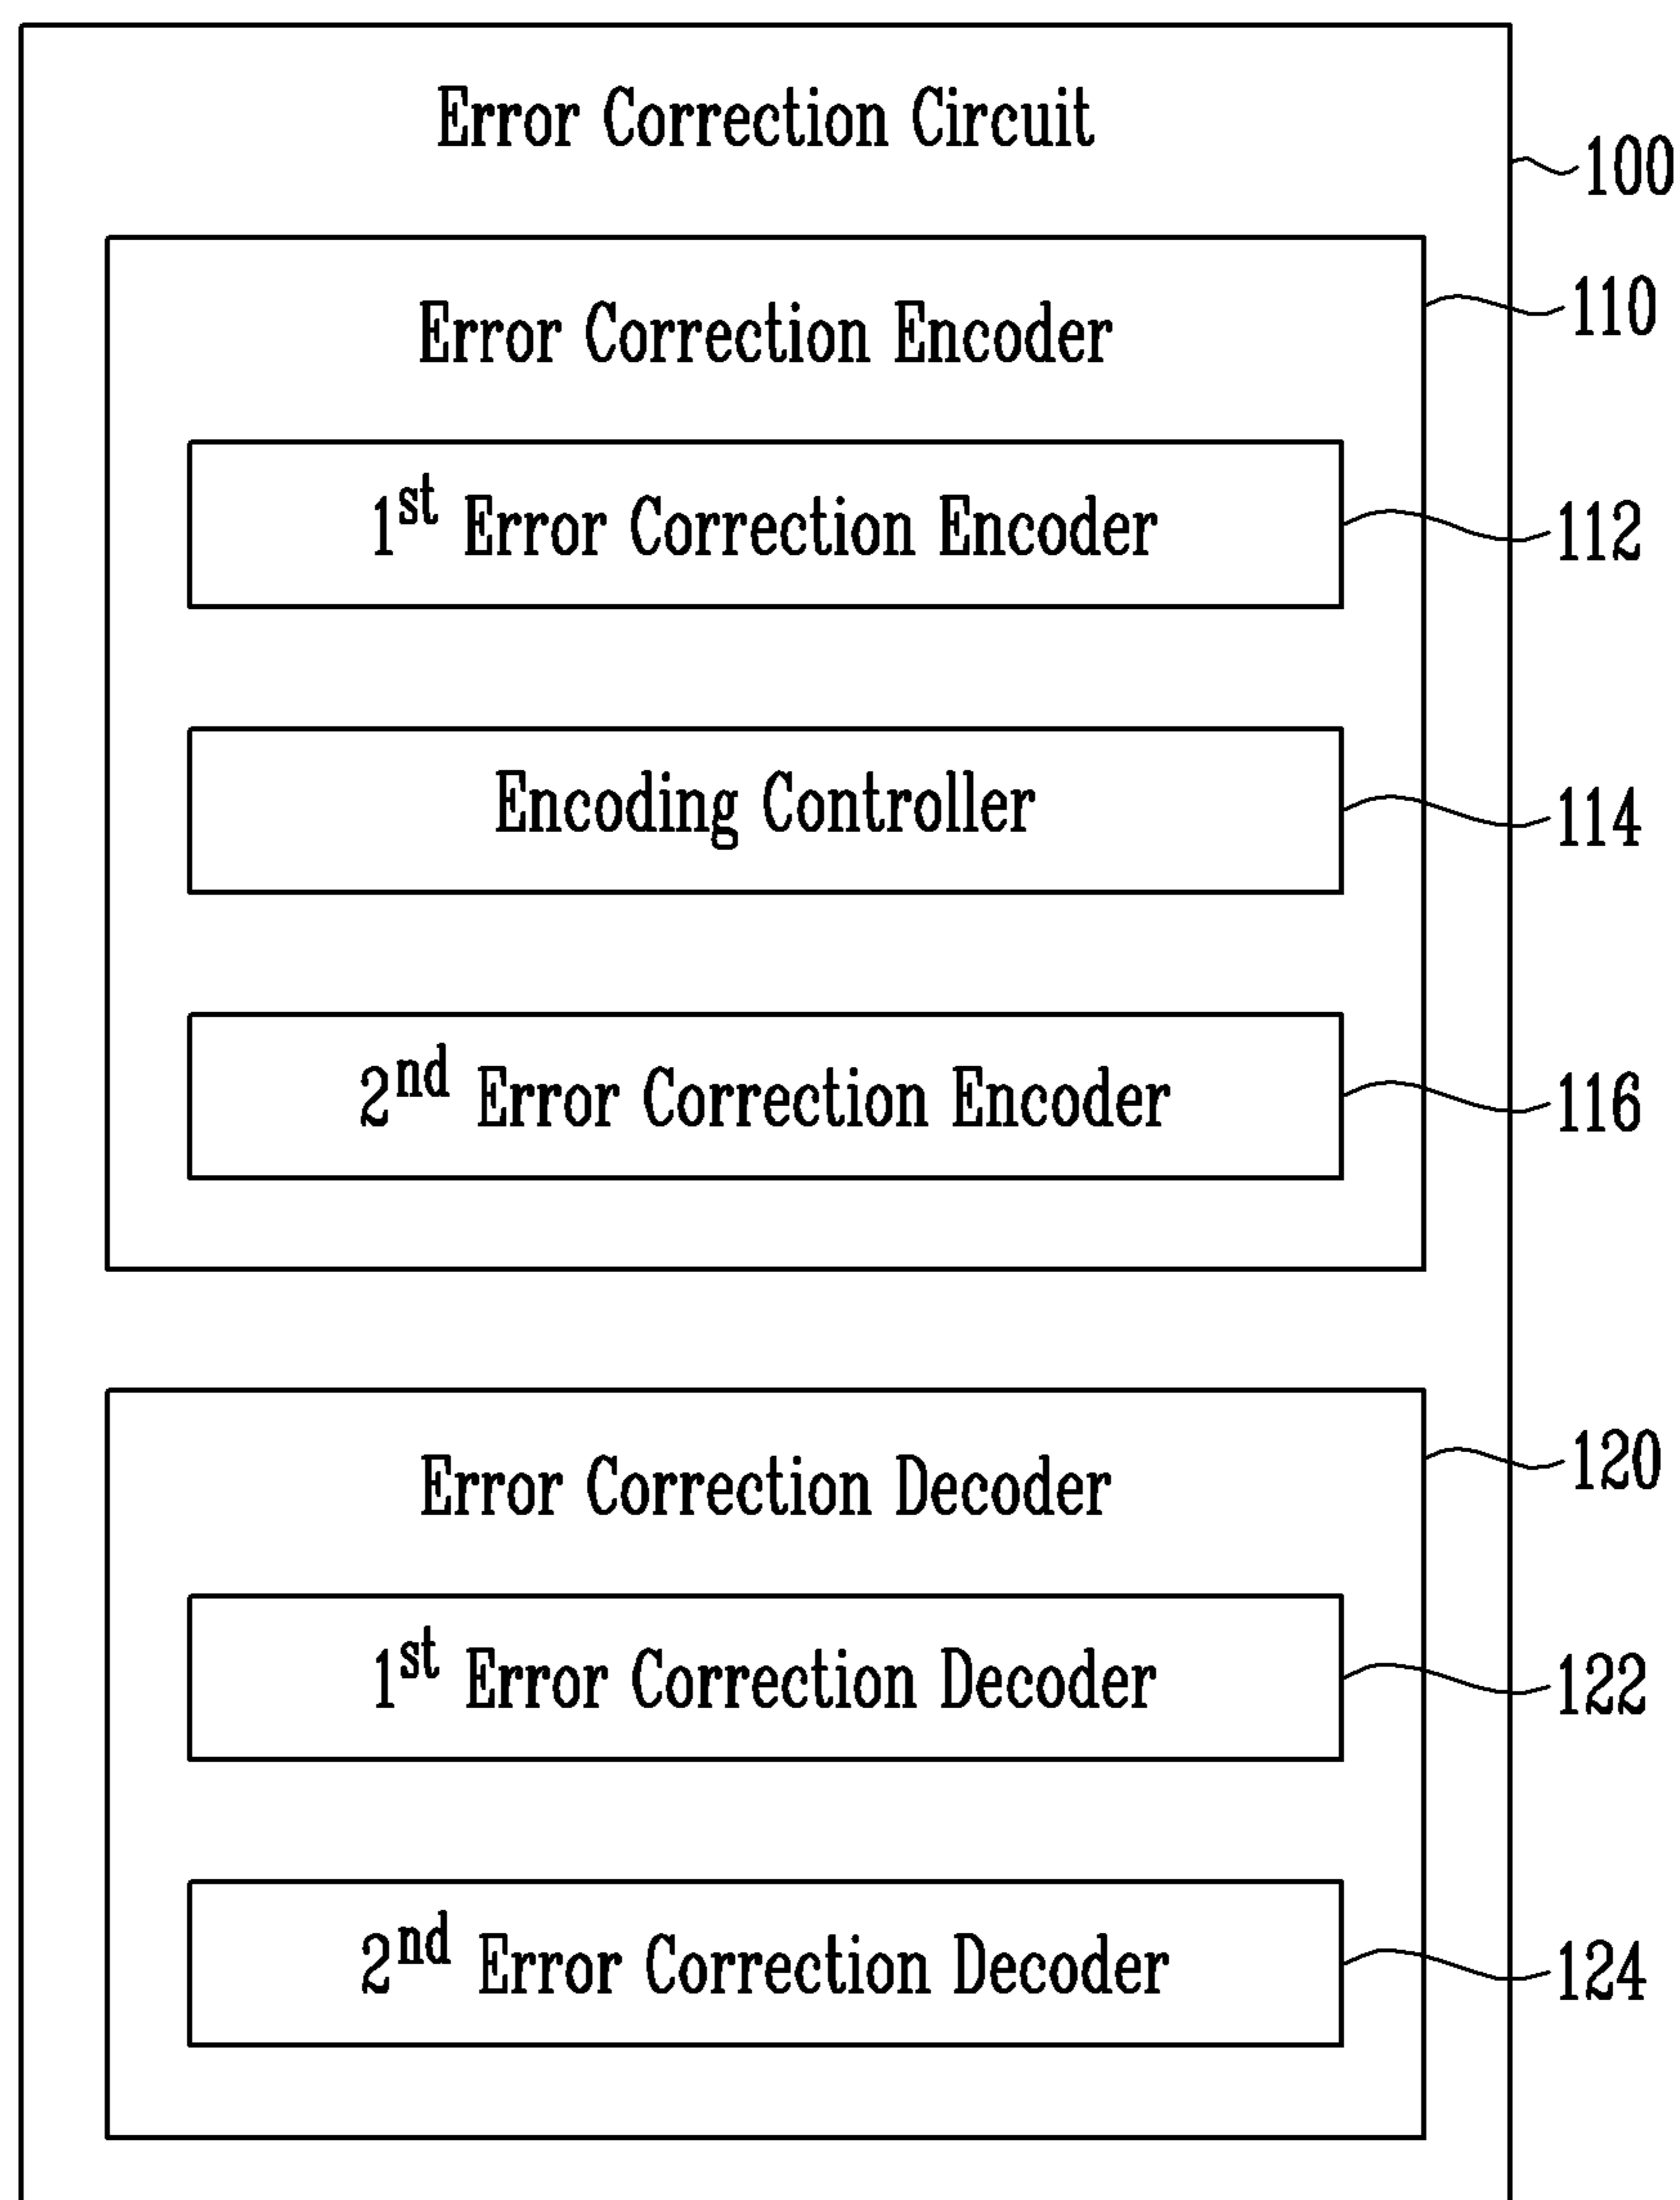 Error Correction Circuit
100
Error Correction Encoder
110
1st Error Correction Encoder
112
Encoding Controller
114
2nd Error Correction Encoder
116
Error Correction Decoder
120
1st Error Correction Decoder
122
2nd Error Correction Decoder
124